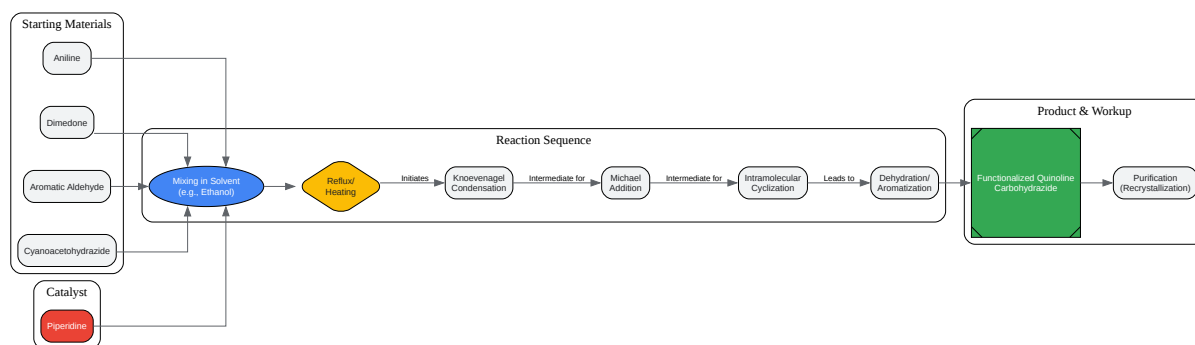 Starting Materials
Aniline
Dimedone
Aromatic Aldehyde
Cyanoacetohydrazide
Catalyst
Piperidine
Reaction Sequence
Mixing in Solvent
(e.g., Ethanol)
Reflux/
Heating
Initiates
Knoevenagel
Condensation
Intermediate for
Michael
Addition
Intermediate for
Intramolecular
Cyclization
Leads to
Dehydration/
Aromatization
Product & Workup
Functionalized Quinoline
Carbohydrazide
Purification
(Recrystallization)